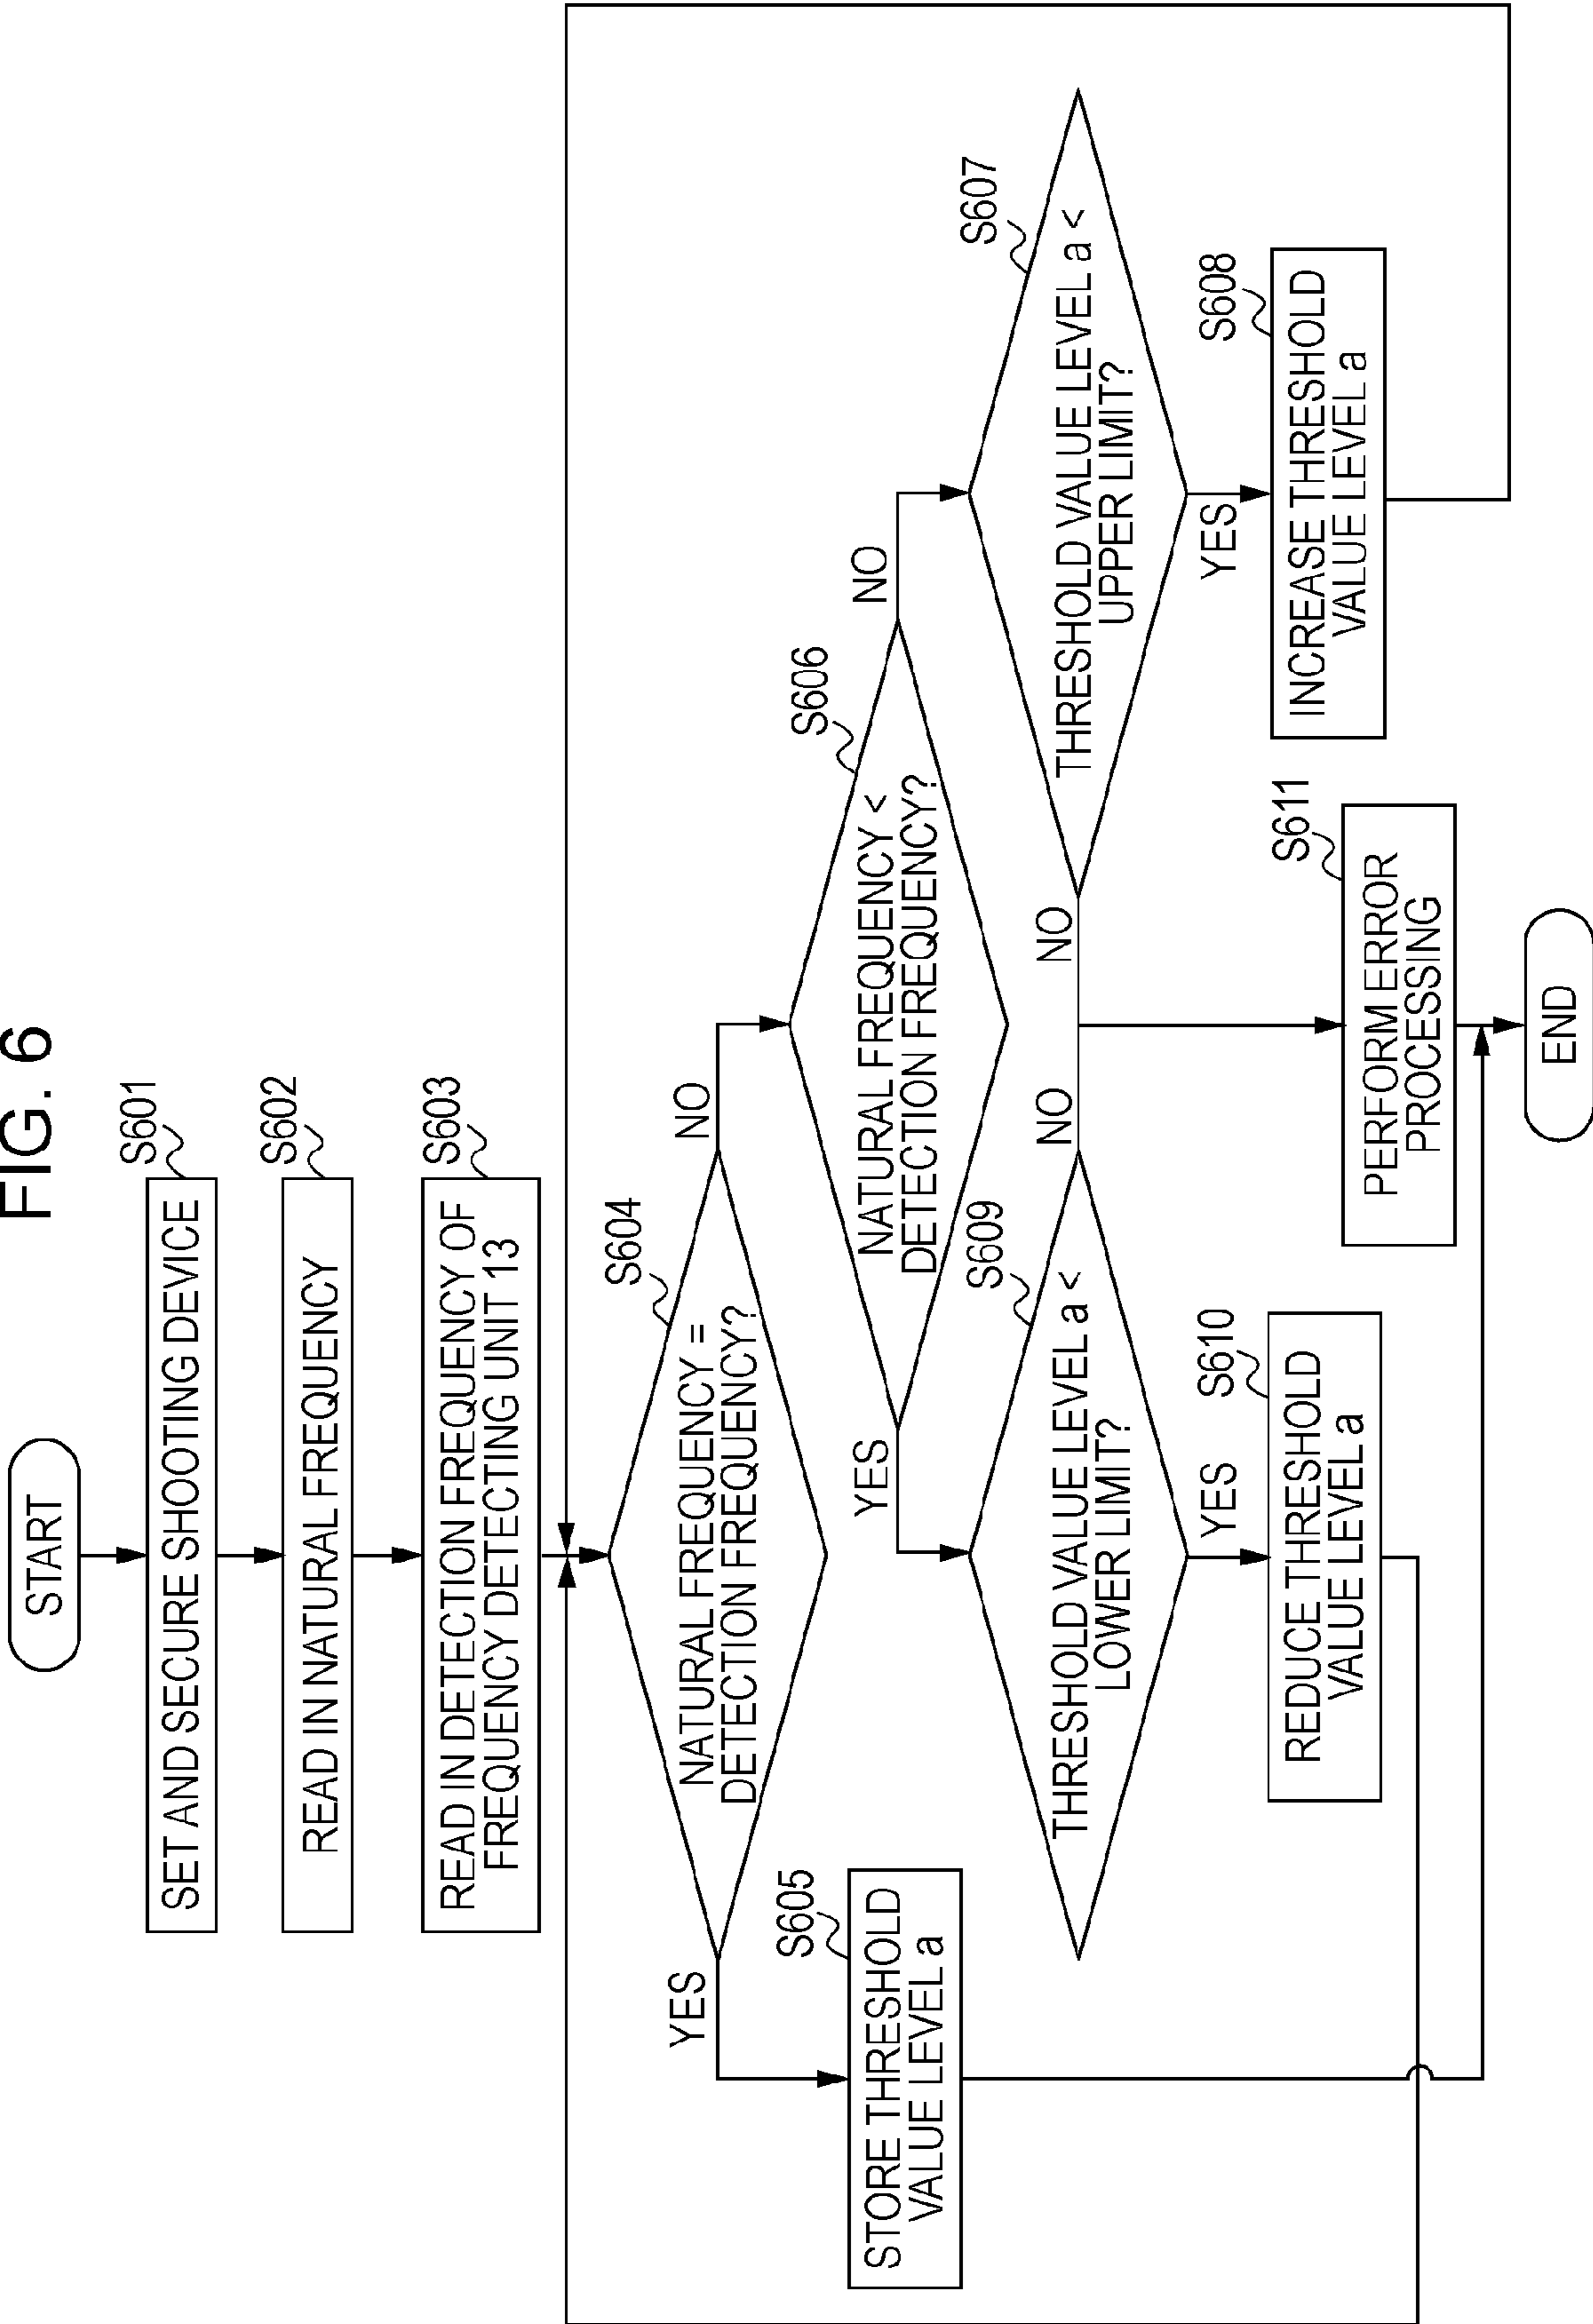 FIG. 6
START
S601
SET AND SECURE SHOOTING DEVICE
S602
READ IN NATURAL FREQUENCY
S603
READ IN DETECTION FREQUENCY OF
FREQUENCY DETECTING UNIT 13
S604
NATURAL FREQUENCY =
DETECTION FREQUENCY?
YES
NO
S605
STORE THRESHOLD
VALUE LEVEL a
S606
NATURAL FREQUENCY <
DETECTION FREQUENCY?
YES
NO
S609
THRESHOLD VALUE LEVEL a <
LOWER LIMIT?
NO
YES
S607
THRESHOLD VALUE LEVEL a <
UPPER LIMIT?
NO
YES
S610
REDUCE THRESHOLD
VALUE LEVEL a
S608
INCREASE THRESHOLD
VALUE LEVEL a
S611
PERFORM ERROR
PROCESSING
END